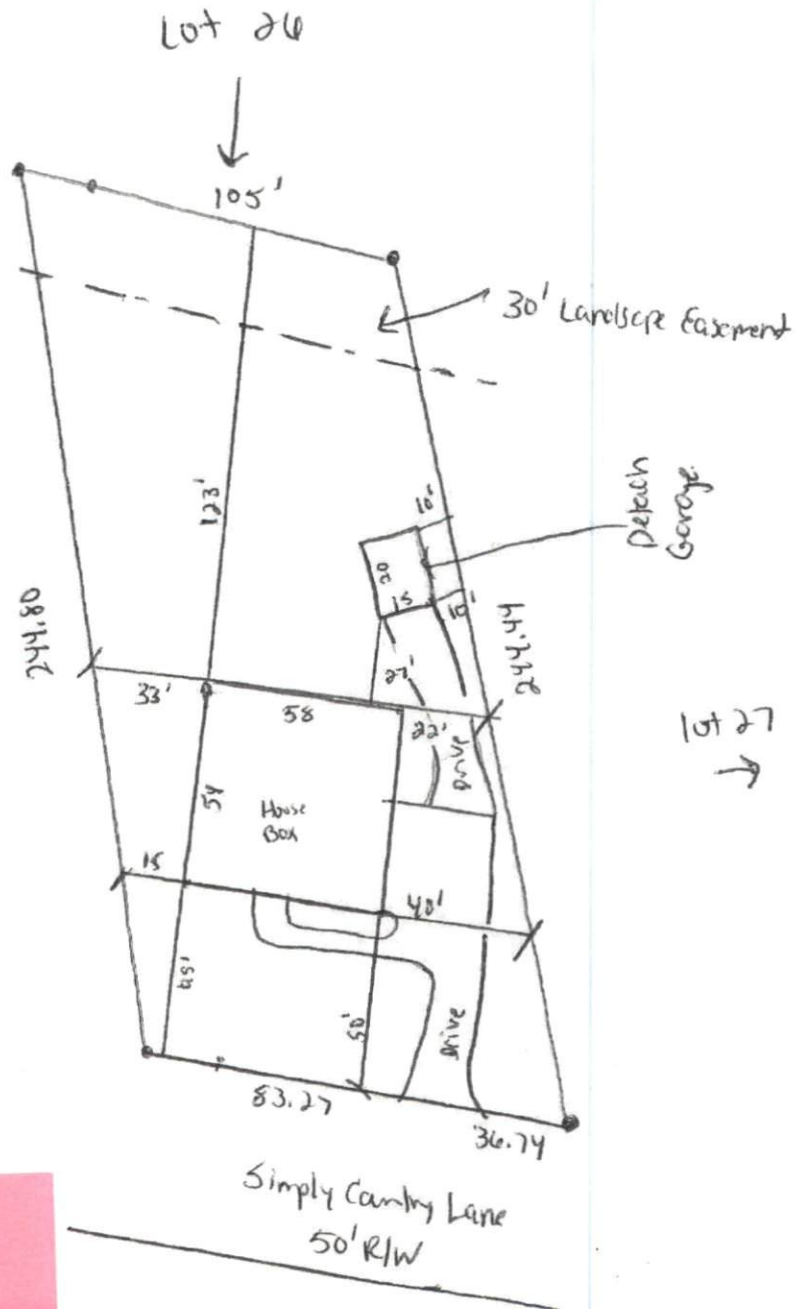 Lot 26
105'
30' Landscpe Easement
123'
10'
Detach
Garage
20
15
10'
244.80
244.44
27'
33'
58
22'
Drive
lot 27
54
House
Box
15
40'
50'
Drive
83.27
36.74
Simply Country Lane
50' R/W